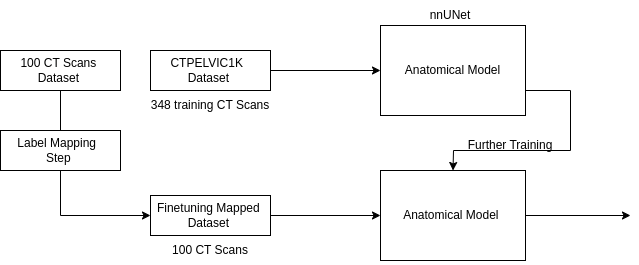 nnUNet
100 CT Scans
Dataset
CTPELVIC1K
Dataset
Anatomical Model
348 training CT Scans
Label Mapping
Step
Further Training
Finetuning Mapped
Dataset
Anatomical Model
100 CT Scans